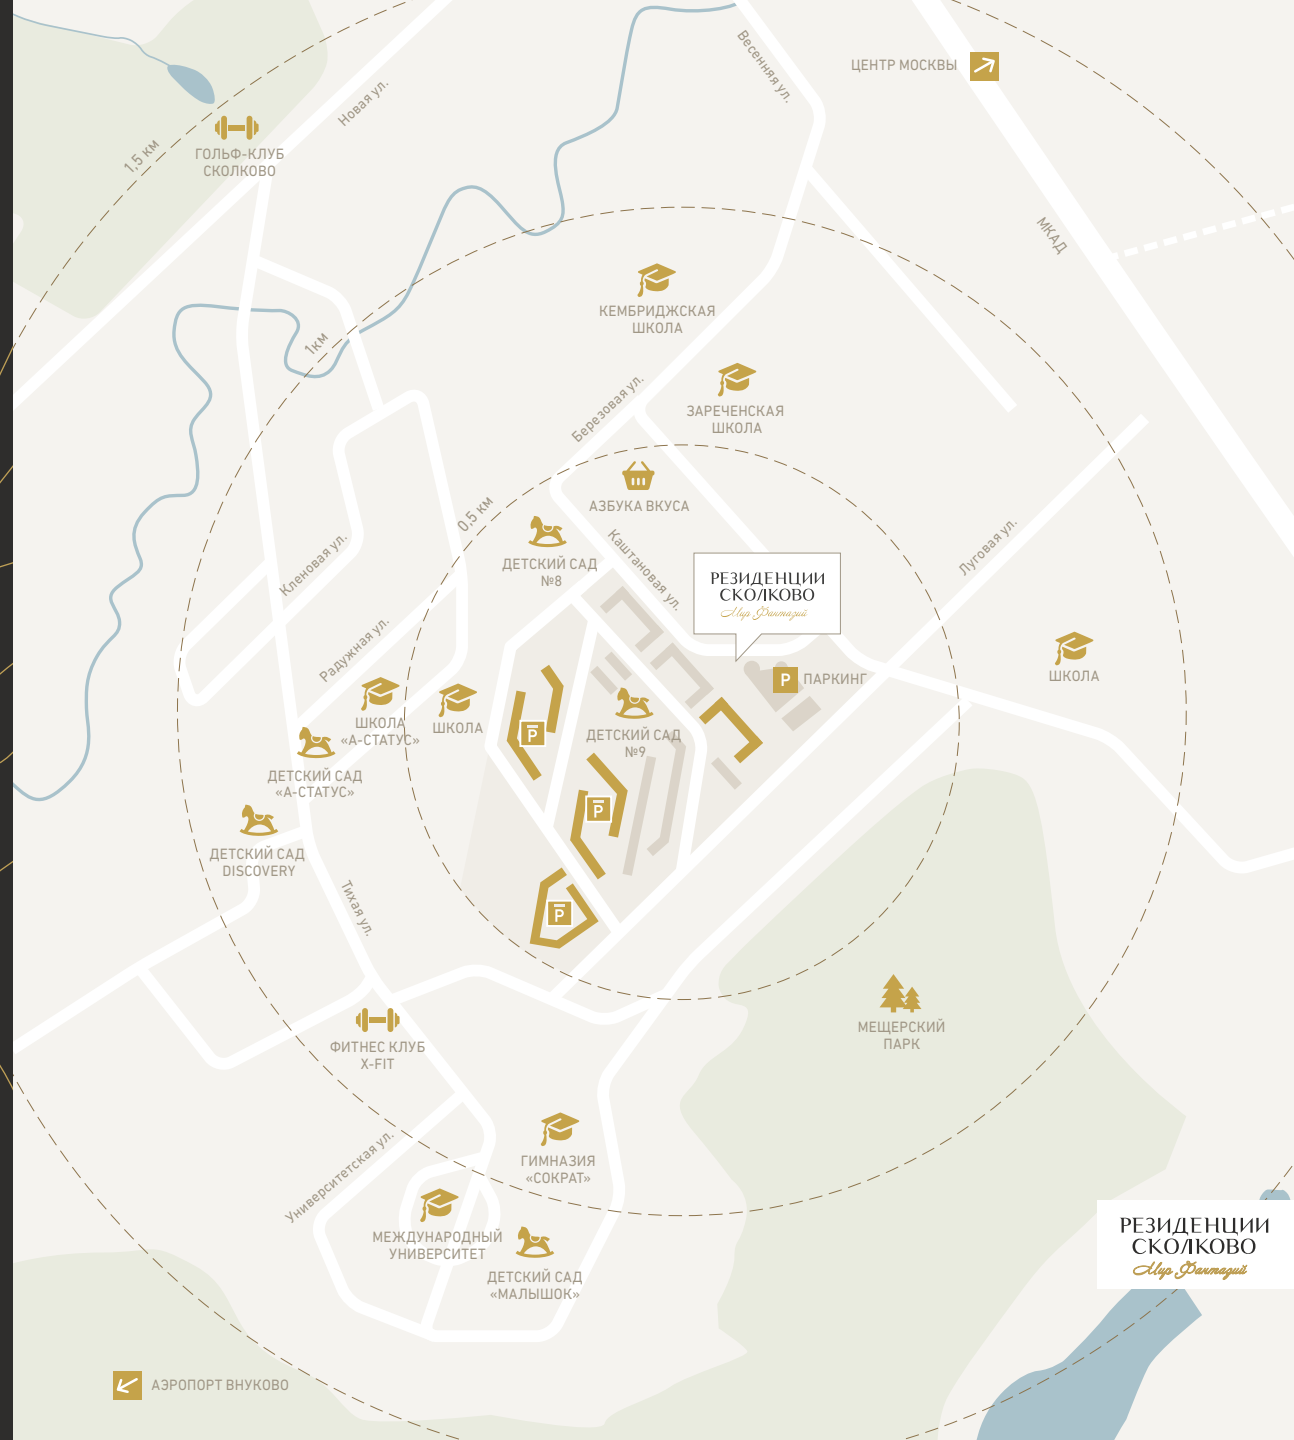 ЦЕНТР МОСКВЫ
Весенняя ул.
Новая ул.
1,5 км
ГОЛЬФ-КЛУБ
СКОЛКОВО
МКАД
КЕМБРИДЖСКАЯ
ШКОЛА
1км
Березовая ул.
ЗАРЕЧЕНСКАЯ
ШКОЛА
0,5 км
АЗБУКА ВКУСА
ДЕТСКИЙ САД
№8
Каштановая ул.
Кленовая ул.
Луговая ул.
РЕЗИДЕНЦИИ
СКОЛКОВО
Мир Фантазий
Радужная ул.
ШКОЛА
P
ПАРКИНГ
ШКОЛА
«А-СТАТУС»
ШКОЛА
P
ДЕТСКИЙ САД
№9
ДЕТСКИЙ САД
«А-СТАТУС»
P
ДЕТСКИЙ САД
DISCOVERY
Тихая ул.
P
МЕЩЕРСКИЙ
ПАРК
ФИТНЕС КЛУБ
X-FIT
Университетская ул.
ГИМНАЗИЯ
«СОКРАТ»
МЕЖДУНАРОДНЫЙ
УНИВЕРСИТЕТ
ДЕТСКИЙ САД
«МАЛЫШОК»
РЕЗИДЕНЦИИ
СКОЛКОВО
Мир Фантазий
АЭРОПОРТ ВНУКОВО